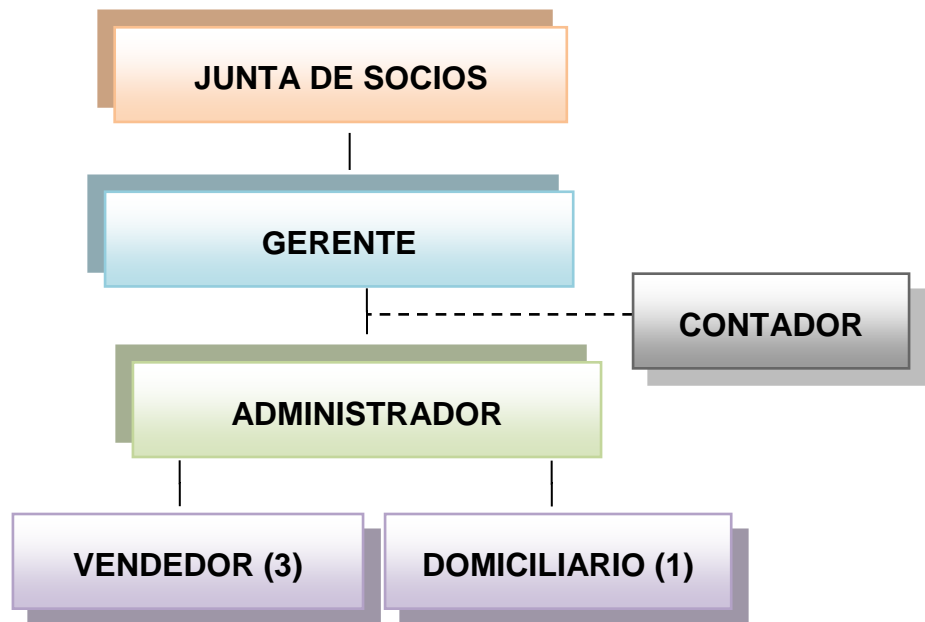 JUNTA DE SOCIOS
GERENTE
CONTADOR
ADMINISTRADOR
VENDEDOR (3)
DOMICILIARIO (1)